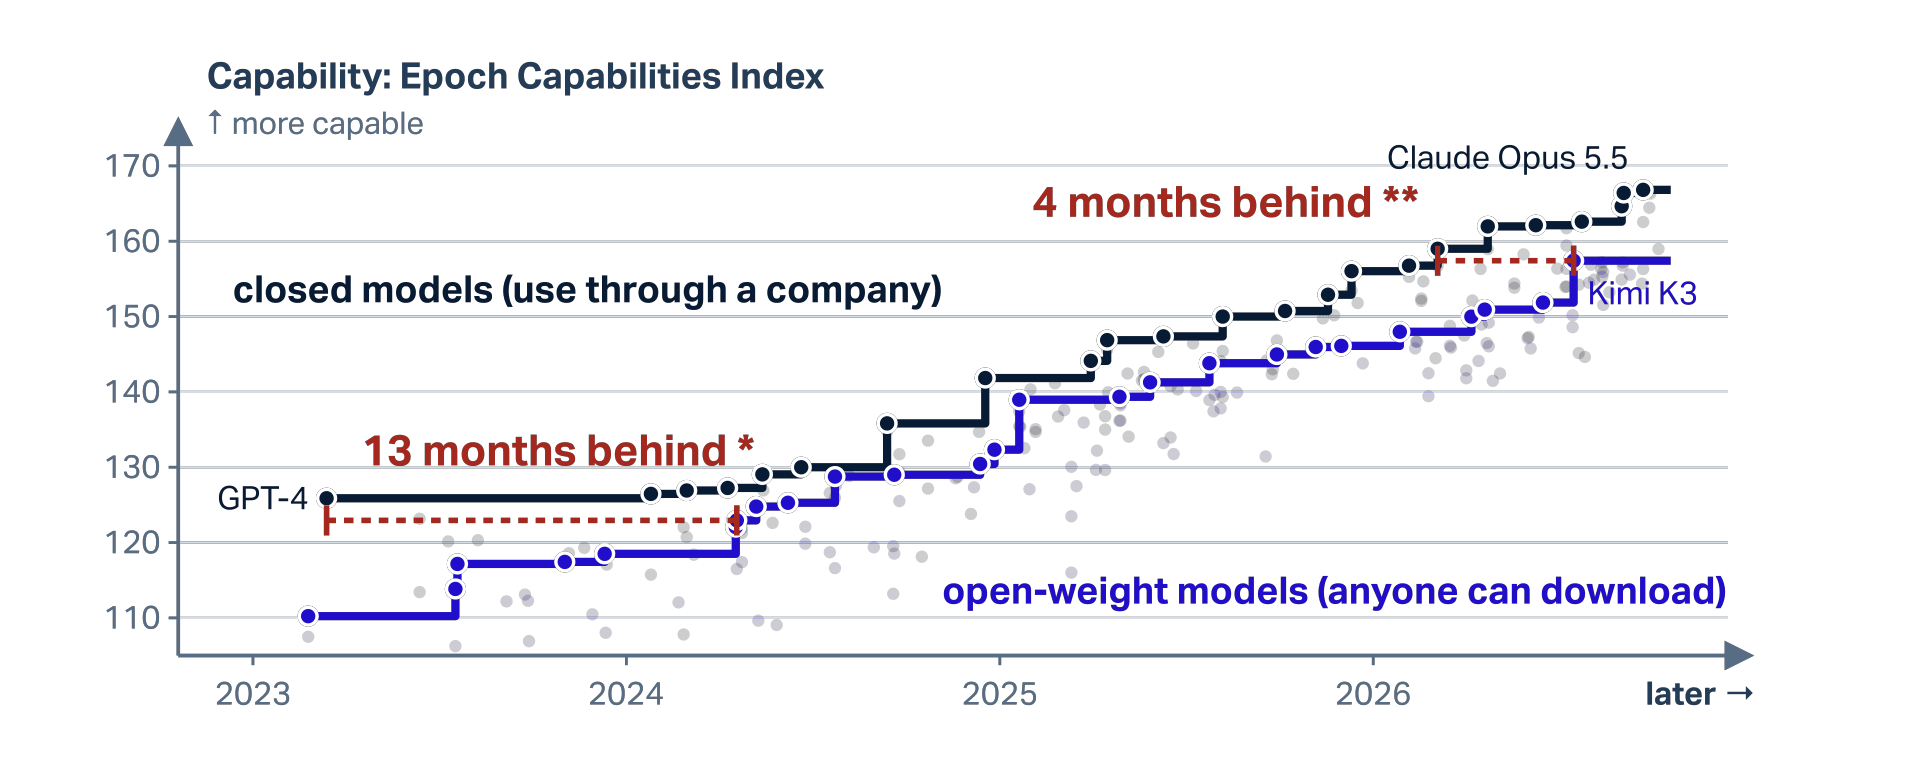 Capability: Epoch Capabilities Index
↑ more capable
170
Claude Opus 5.5
4 months behind **
160
closed models (use through a company)
Kimi K3
150
140
13 months behind *
130
GPT-4
120
open-weight models (anyone can download)
110
2023
2024
2025
2026
later →